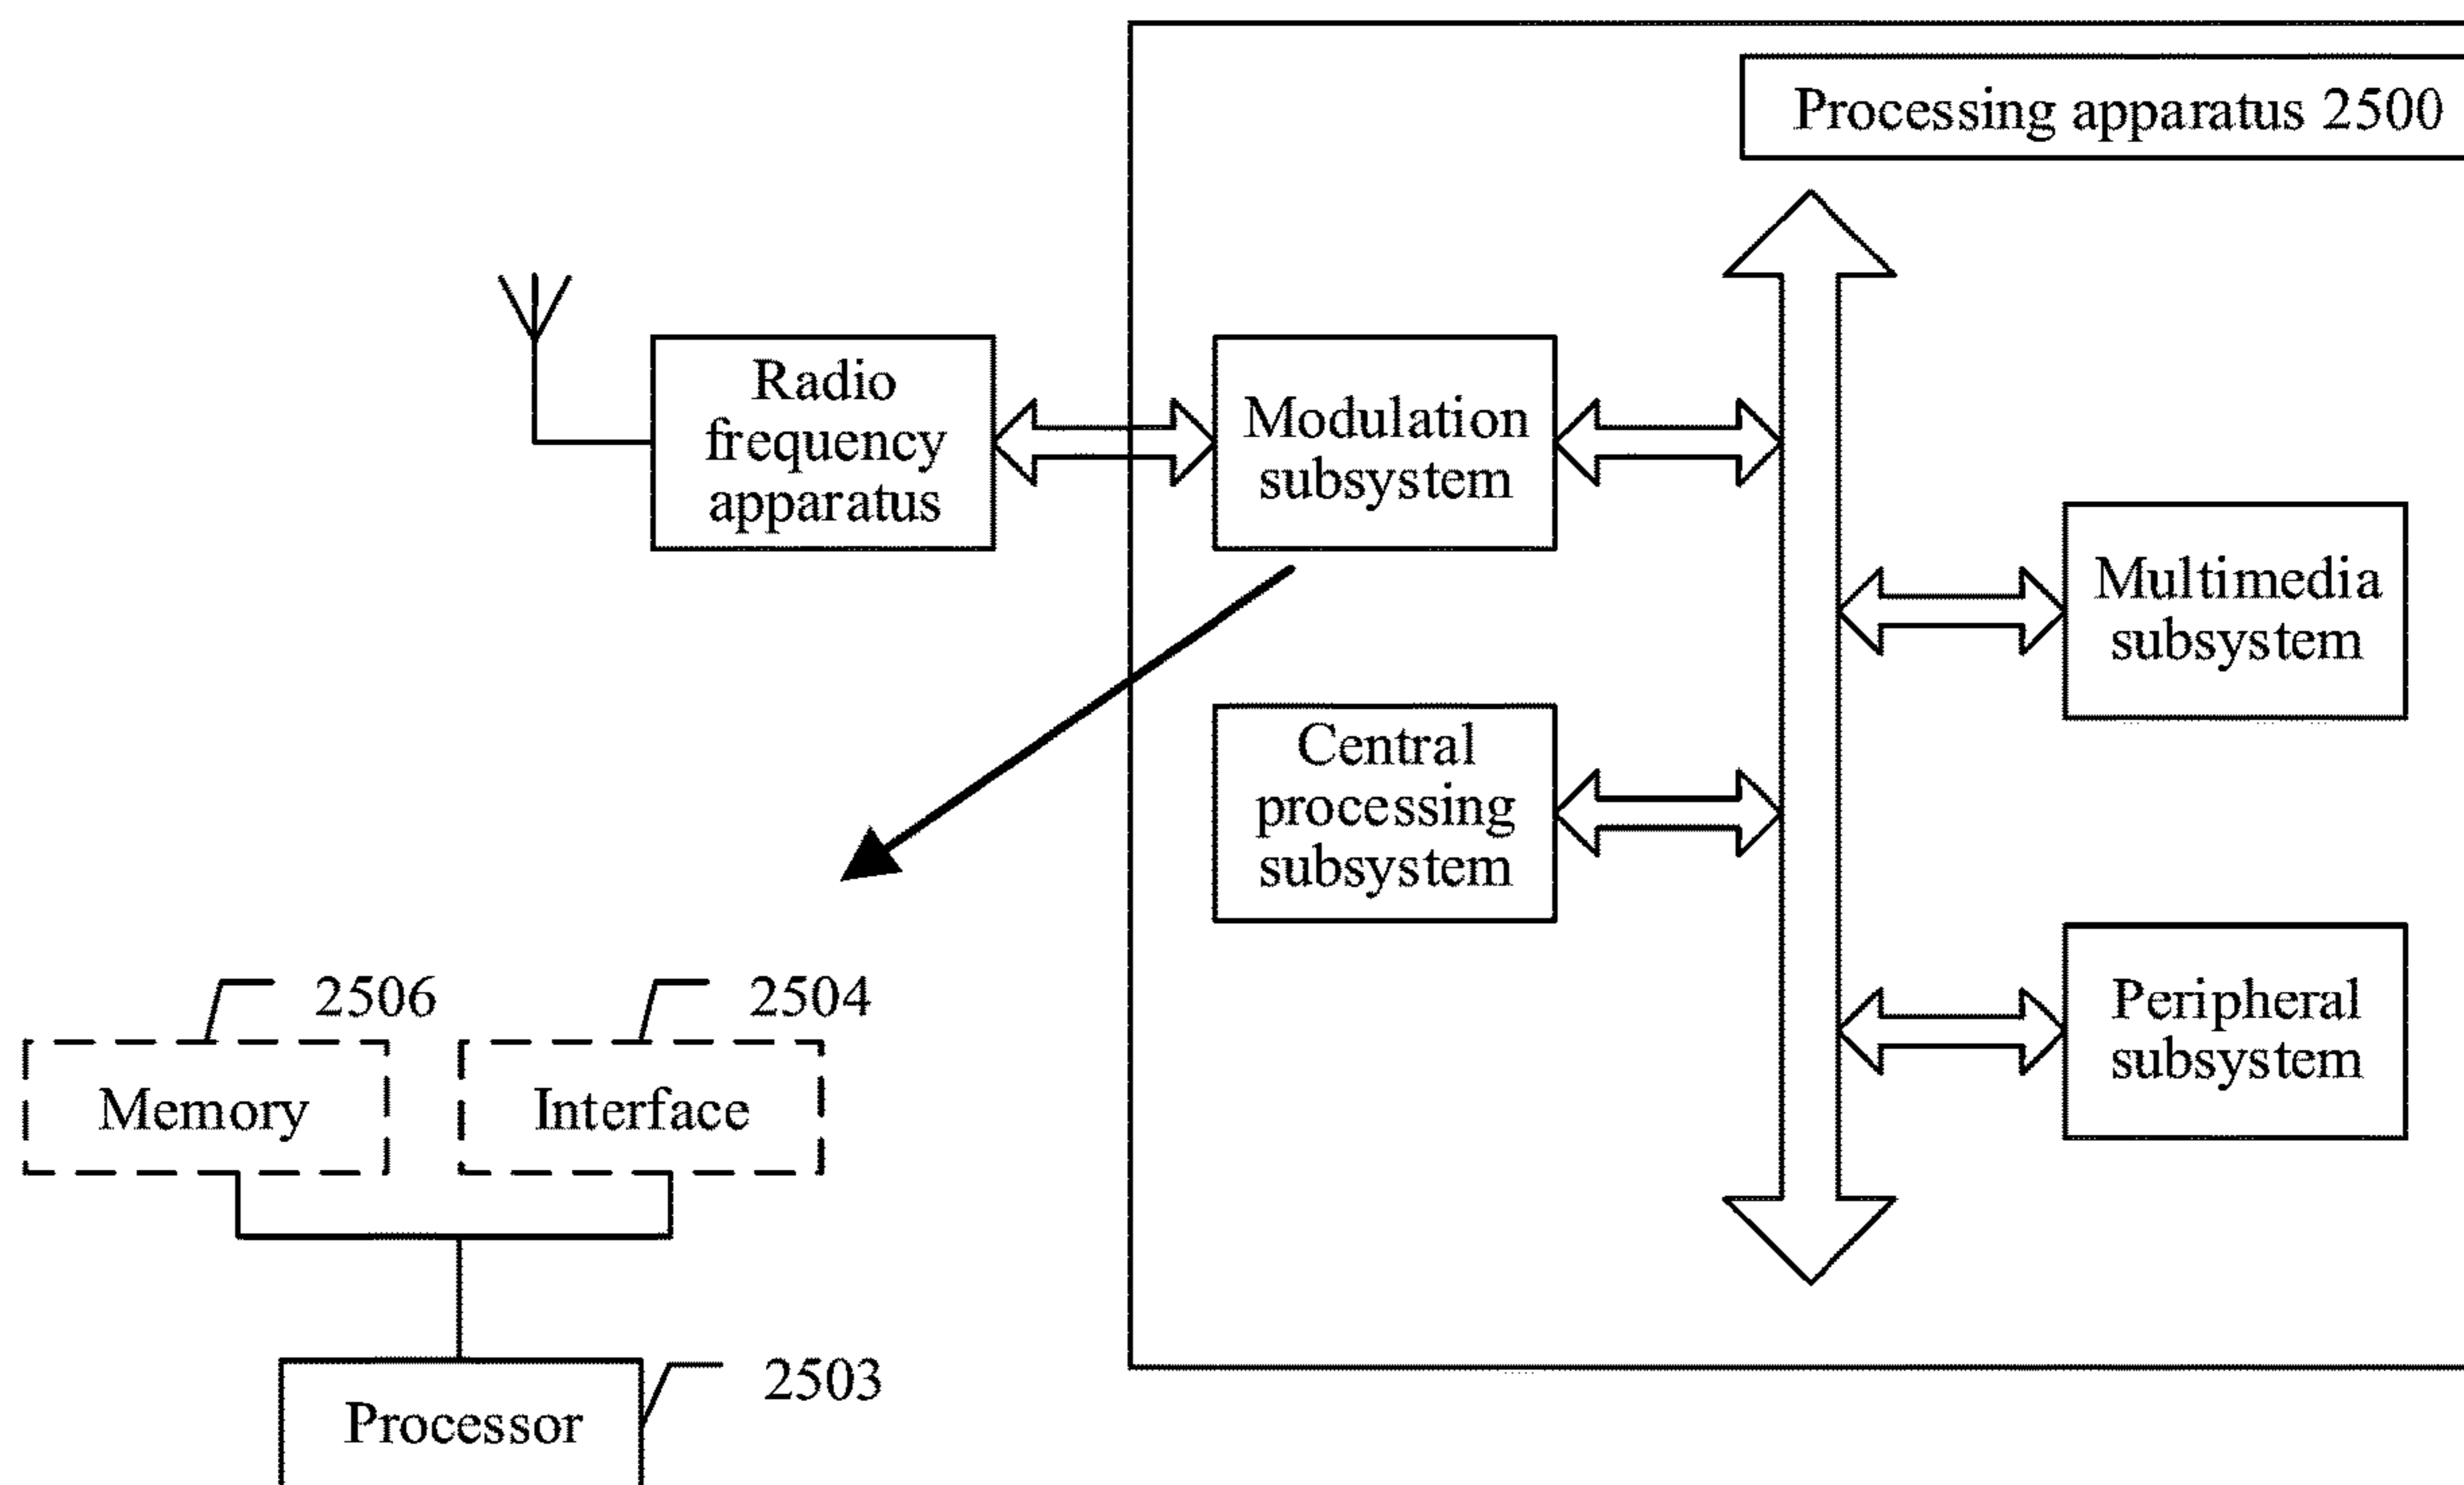 Processing apparatus 2500
Radio
frequency
apparatus
Modulation
subsystem
Multimedia
subsystem
Central
processing
subsystem
Peripheral
subsystem
2506
2504
Memory
Interface
2503
Processor